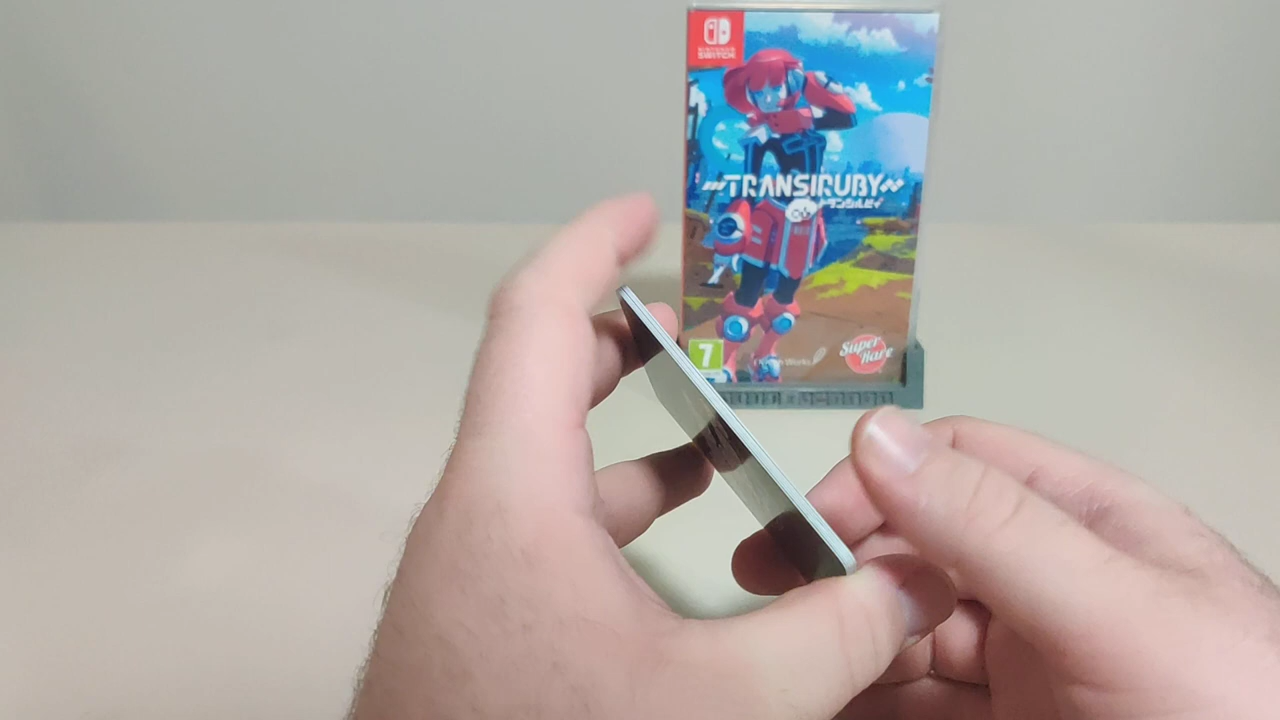 NINTENDO
SWITCH
TRANSIRUBY
トランシルビィ
7
Super
Rare